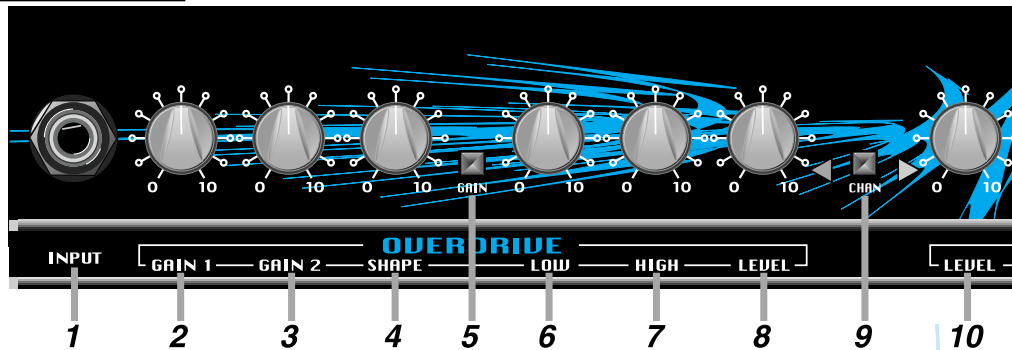 GAIN CHAN
0 10 0 10 0 10 0 10 0 10 0 10 0 10
OVERDRIVE
INPUT GAIN 1 GAIN 2 SHAPE LOW HIGH LEVEL LEVEL
1 2 3 4 5 6 7 8 9 10